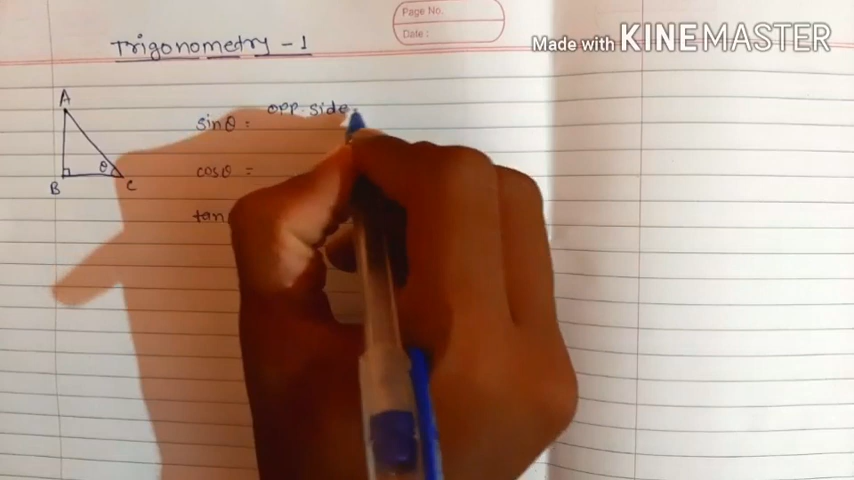 Page No.
Date :
Made with KINEMASTER
Trigonometry - 1
A
opp. side
sinθ =
θ
cosθ =
B
C
tan